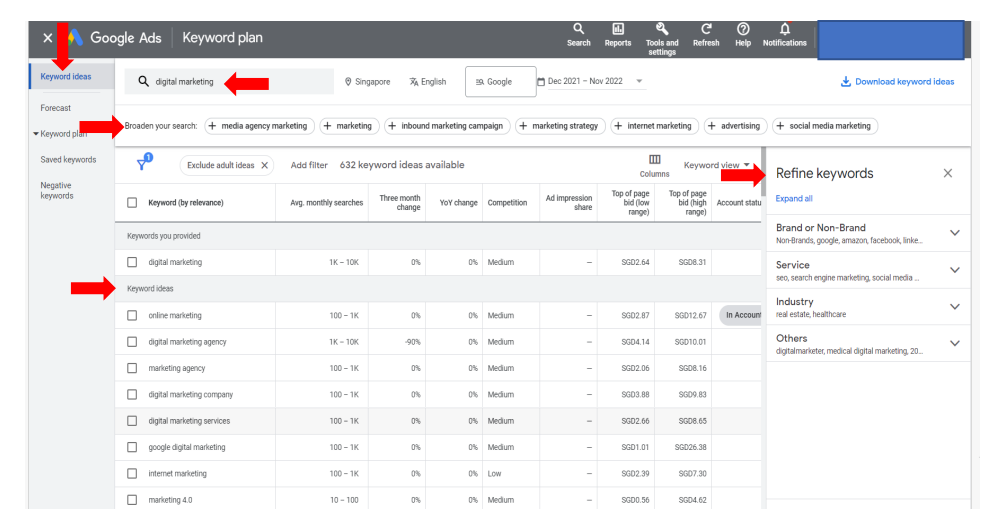 × Google Ads Keyword plan
Search Reports Tools and settings Refresh Help Notifications
Keyword ideas
Forecast
Keyword plan
Saved keywords
Negative keywords
digital marketing Singapore English Google Dec 2021 – Nov 2022 Download keyword ideas
Broaden your search: + media agency marketing + marketing + inbound marketing campaign + marketing strategy + internet marketing + advertising + social media marketing
1 Exclude adult ideas × Add filter 632 keyword ideas available Columns Keyword view
Keyword (by relevance) Avg. monthly searches Three month change YoY change Competition Ad impression share Top of page bid (low range) Top of page bid (high range) Account statu
Keywords you provided
digital marketing 1K – 10K 0% 0% Medium – SGD2.64 SGD8.31
Keyword ideas
online marketing 100 – 1K 0% 0% Medium – SGD2.87 SGD12.67 In Account
digital marketing agency 1K – 10K -90% 0% Medium – SGD4.14 SGD10.01
marketing agency 100 – 1K 0% 0% Medium – SGD2.06 SGD8.16
digital marketing company 100 – 1K 0% 0% Medium – SGD3.88 SGD9.83
digital marketing services 100 – 1K 0% 0% Medium – SGD2.66 SGD8.65
google digital marketing 100 – 1K 0% 0% Medium – SGD1.01 SGD26.38
internet marketing 100 – 1K 0% 0% Low – SGD2.39 SGD7.30
marketing 4.0 10 – 100 0% 0% Medium – SGD0.56 SGD4.62
Refine keywords ×
Expand all
Brand or Non-Brand
Non-Brands, google, amazon, facebook, linke...
Service
seo, search engine marketing, social media ...
Industry
real estate, healthcare
Others
digitalmarketer, medical digital marketing, 20...